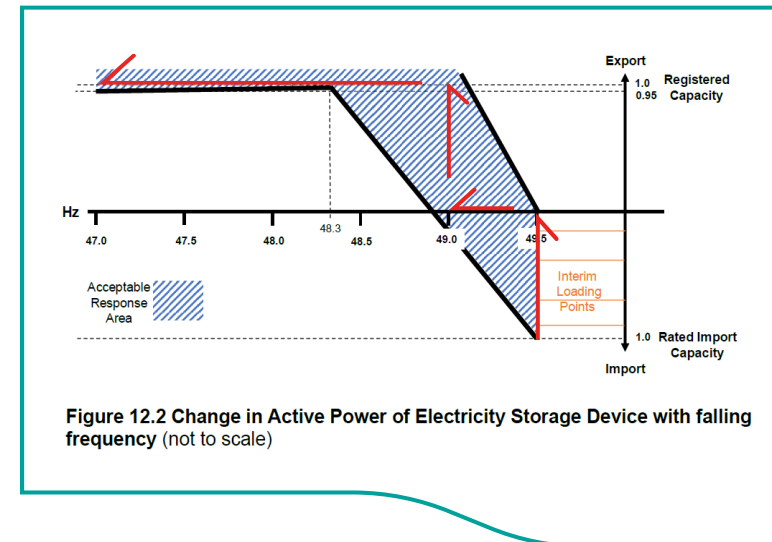 Export
1.0 Registered
0.95 Capacity
Hz
47.0 47.5 48.0 48.3 48.5 49.0 49.5
Acceptable
Response
Area
Interim
Loading
Points
1.0 Rated Import
Capacity
Import
Figure 12.2 Change in Active Power of Electricity Storage Device with falling
frequency (not to scale)